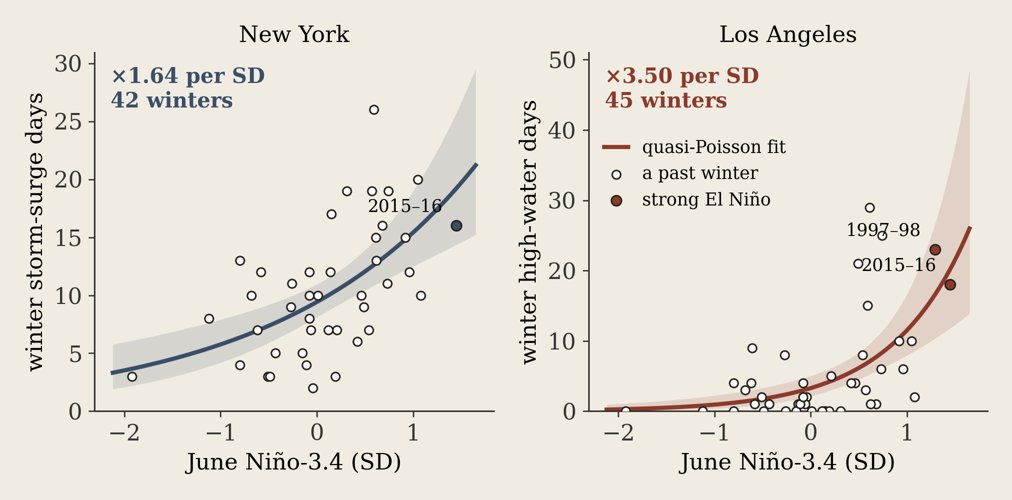 New York
×1.64 per SD
42 winters
winter storm-surge days
30
25
20
15
10
5
0
2015–16
−2
−1
0
1
June Niño-3.4 (SD)
Los Angeles
×3.50 per SD
45 winters
quasi-Poisson fit
a past winter
strong El Niño
winter high-water days
50
40
30
20
10
0
1997–98
2015–16
−2
−1
0
1
June Niño-3.4 (SD)